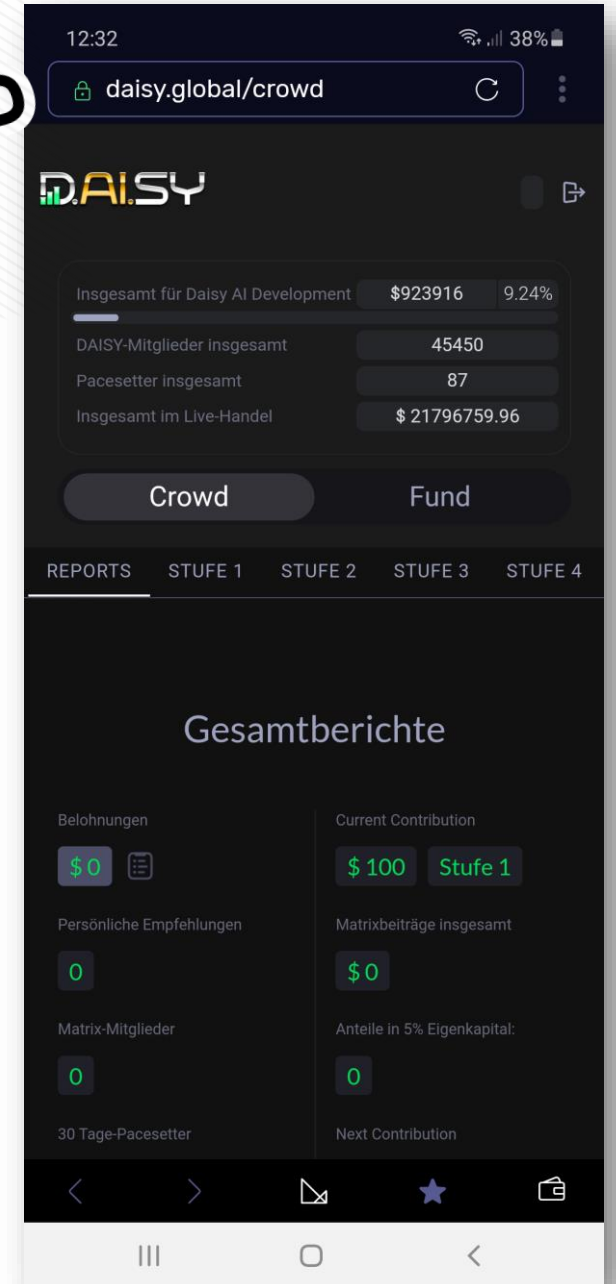 12:32 38%
daisy.global/crowd
D.AI.SY
Insgesamt für Daisy AI Development $923916 9.24%
DAISY-Mitglieder insgesamt 45450
Pacesetter insgesamt 87
Insgesamt im Live-Handel $ 21796759.96
Crowd Fund
REPORTS STUFE 1 STUFE 2 STUFE 3 STUFE 4
Gesamtberichte
Belohnungen Current Contribution
$ 0 $ 100 Stufe 1
Persönliche Empfehlungen Matrixbeiträge insgesamt
0 $ 0
Matrix-Mitglieder Anteile in 5% Eigenkapital:
0 0
30 Tage-Pacesetter Next Contribution